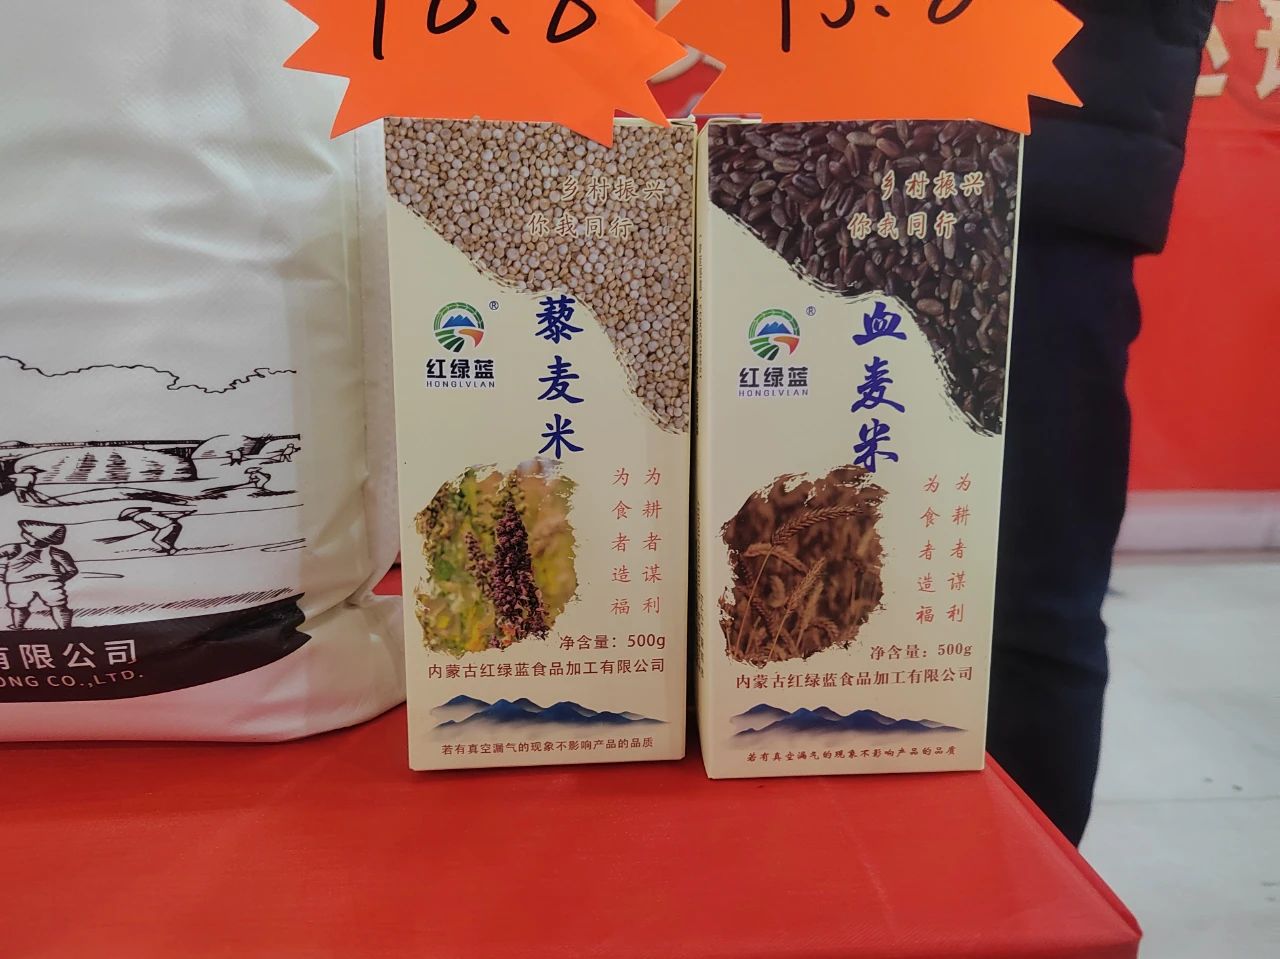 乡村振兴
你我同行
红绿蓝®
HONGLVLAN
藜麦米
为耕者谋利
为食者造福
净含量：500g
内蒙古红绿蓝食品加工有限公司
若有真空漏气的现象不影响产品的品质
乡村振兴
你我同行
红绿蓝®
HONGLVLAN
血麦米
为耕者谋利
为食者造福
净含量：500g
内蒙古红绿蓝食品加工有限公司
若有真空漏气的现象不影响产品的品质
有限公司
ONG CO.,LTD.